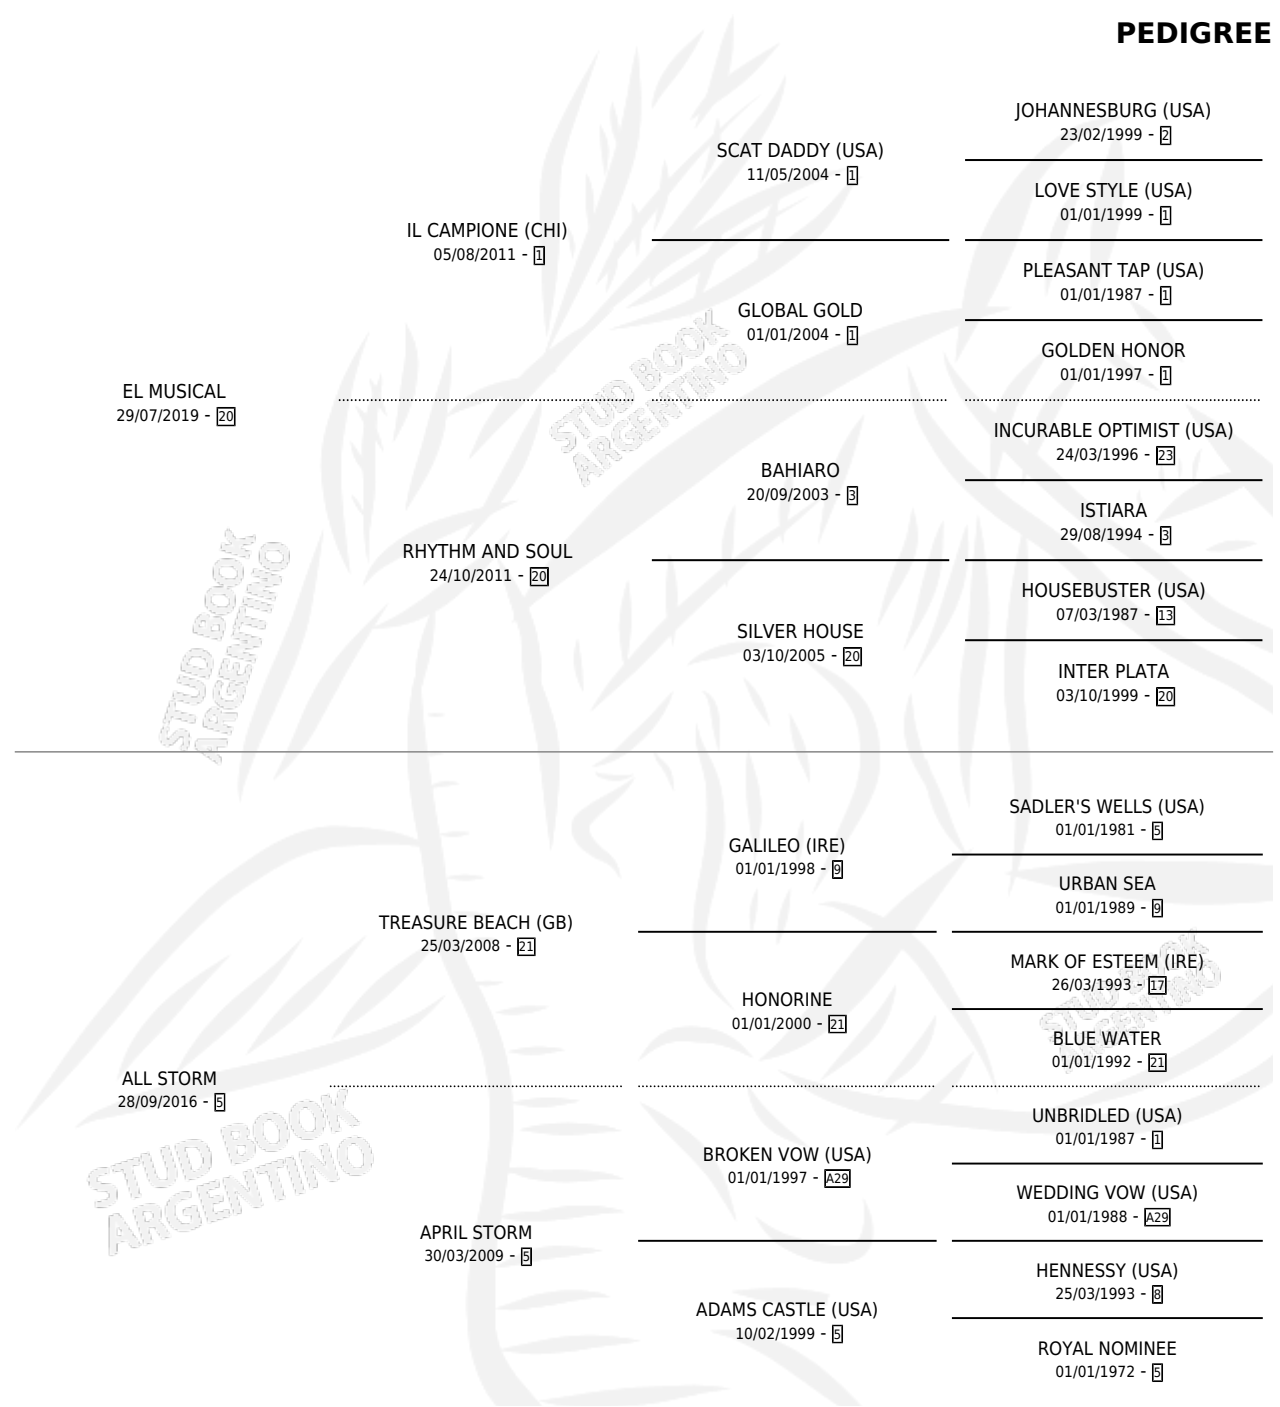 PEDIGREE
JOHANNESBURG (USA)
23/02/1999 - 2
SCAT DADDY (USA)
11/05/2004 - 1
LOVE STYLE (USA)
01/01/1999 - 1
IL CAMPIONE (CHI)
05/08/2011 - 1
PLEASANT TAP (USA)
01/01/1987 - 1
GLOBAL GOLD
01/01/2004 - 1
GOLDEN HONOR
01/01/1997 - 1
EL MUSICAL
29/07/2019 - 20
STUD BOOK
ARGENTINO
INCURABLE OPTIMIST (USA)
24/03/1996 - 23
BAHIARO
20/09/2003 - 3
ISTIARA
29/08/1994 - 3
RHYTHM AND SOUL
24/10/2011 - 20
HOUSEBUSTER (USA)
07/03/1987 - 13
SILVER HOUSE
03/10/2005 - 20
INTER PLATA
03/10/1999 - 20
STUD BOOK
ARGENTINO
SADLER'S WELLS (USA)
01/01/1981 - 5
GALILEO (IRE)
01/01/1998 - 9
URBAN SEA
01/01/1989 - 9
TREASURE BEACH (GB)
25/03/2008 - 21
MARK OF ESTEEM (IRE)
26/03/1993 - 17
HONORINE
01/01/2000 - 21
STUD BOOK
ARGENTINO
BLUE WATER
01/01/1992 - 21
ALL STORM
28/09/2016 - 5
UNBRIDLED (USA)
01/01/1987 - 1
BROKEN VOW (USA)
01/01/1997 - A29
WEDDING VOW (USA)
01/01/1988 - A29
STUD BOOK
ARGENTINO
APRIL STORM
30/03/2009 - 5
HENNESSY (USA)
25/03/1993 - 8
ADAMS CASTLE (USA)
10/02/1999 - 5
ROYAL NOMINEE
01/01/1972 - 5